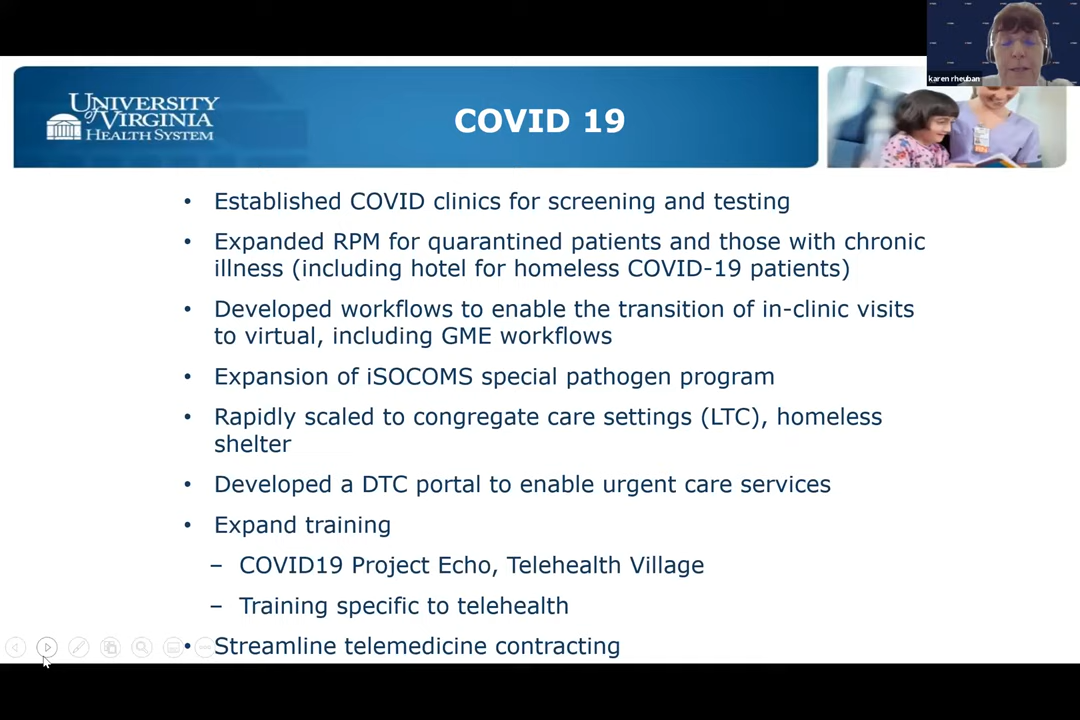 karen rheuban
UNIVERSITY
of VIRGINIA
HEALTH SYSTEM
COVID 19
• Established COVID clinics for screening and testing
• Expanded RPM for quarantined patients and those with chronic
illness (including hotel for homeless COVID-19 patients)
• Developed workflows to enable the transition of in-clinic visits
to virtual, including GME workflows
• Expansion of iSOCOMS special pathogen program
• Rapidly scaled to congregate care settings (LTC), homeless
shelter
• Developed a DTC portal to enable urgent care services
• Expand training
– COVID19 Project Echo, Telehealth Village
– Training specific to telehealth
• Streamline telemedicine contracting